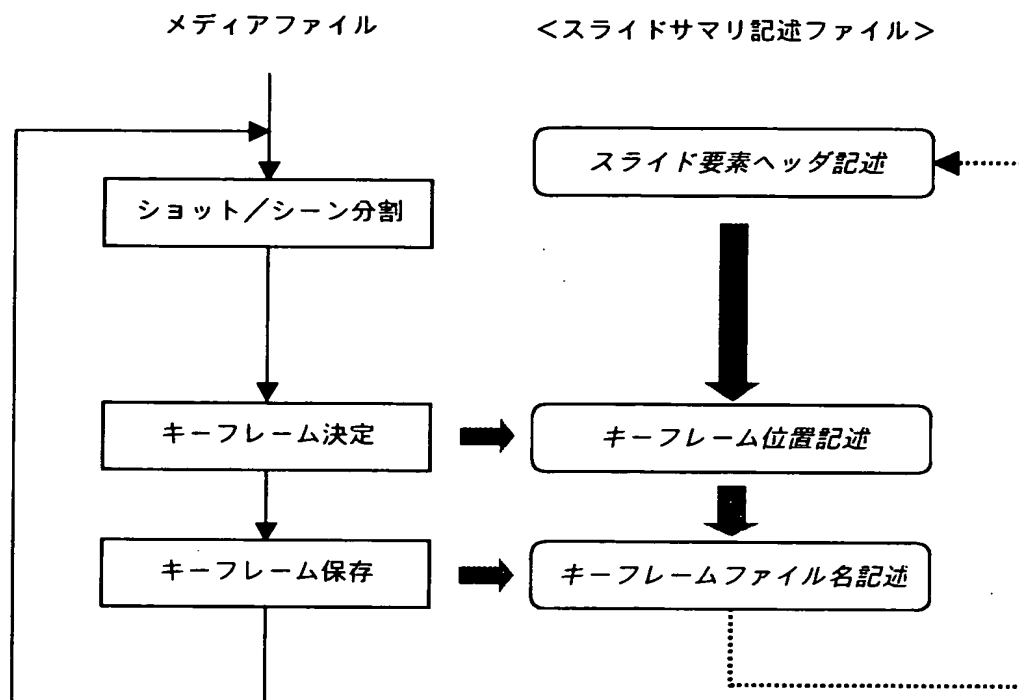 メディアファイル
＜スライドサマリ記述ファイル＞
スライド要素ヘッダ記述
ショット／シーン分割
キーフレーム決定
キーフレーム位置記述
キーフレーム保存
キーフレームファイル名記述